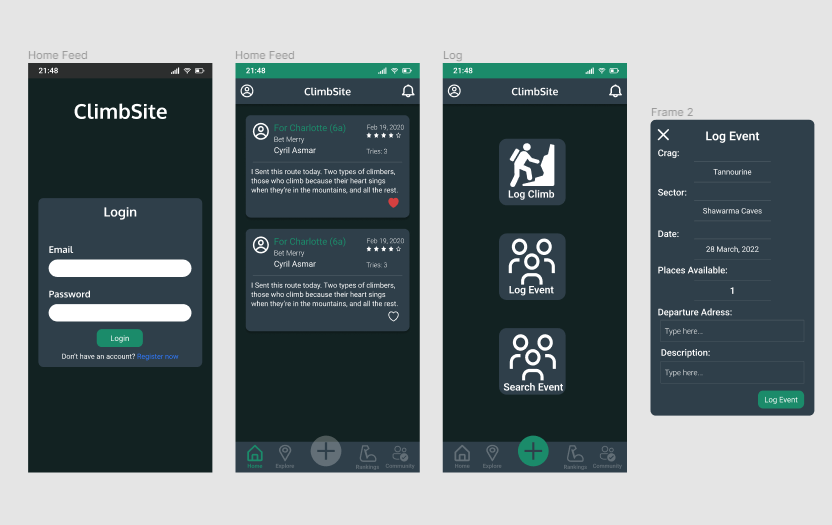 Home Feed
21:48
ClimbSite
Login
Email
Password
Login
Don't have an account? Register now
Home Feed
21:48
ClimbSite
For Charlotte (6a)
Feb 19, 2020
Bet Merry
Cyril Asmar
Tries: 3
I Sent this route today. Two types of climbers,
those who climb because their heart sings
when they're in the mountains, and all the rest.
For Charlotte (6a)
Feb 19, 2020
Bet Merry
Cyril Asmar
Tries: 3
I Sent this route today. Two types of climbers,
those who climb because their heart sings
when they're in the mountains, and all the rest.
Home
Explore
Rankings
Community
Log
21:48
ClimbSite
Log Climb
Log Event
Search Event
Home
Explore
Rankings
Community
Frame 2
Log Event
Crag:
Tannourine
Sector:
Shawarma Caves
Date:
28 March, 2022
Places Available:
1
Departure Adress:
Type here...
Description:
Type here...
Log Event